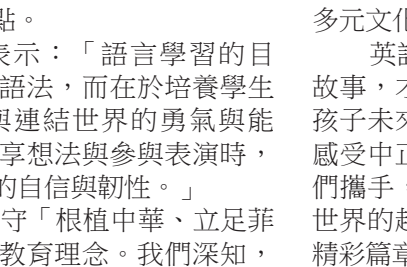 點。
表示：「語言學習的目
語法，而在於培養學生
與連結世界的勇氣與能
享想法與參與表演時，
的自信與韌性。」
守「根植中華、立足菲
教育理念。我們深知，
多元文化
英語
故事，才
孩子未來
感受中正
們攜手，
世界的起
精彩篇章